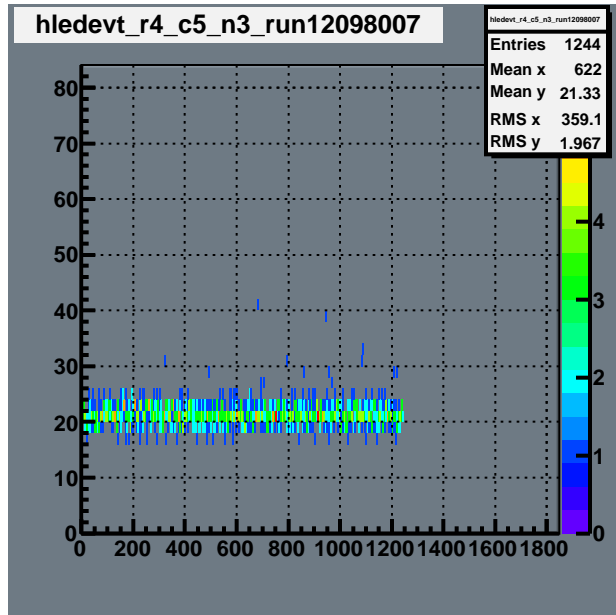 hledevt_r4_c5_n3_run12098007
hledevt_r4_c5_n3_run12098007
Entries 1244
Mean x 622
Mean y 21.33
RMS x 359.1
RMS y 1.967
80
70
60
50
40
30
20
10
0
0 200 400 600 800 1000 1200 1400 1600 1800
4
3
2
1
0